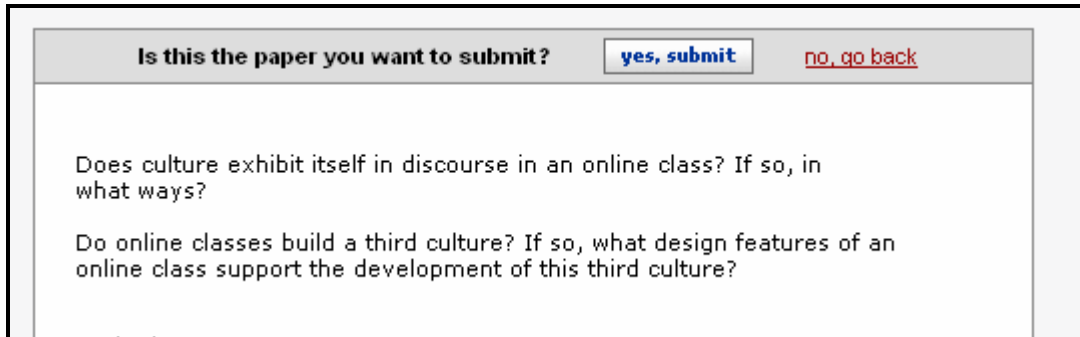 Is this the paper you want to submit? yes, submit no, go back
Does culture exhibit itself in discourse in an online class? If so, in
what ways?
Do online classes build a third culture? If so, what design features of an
online class support the development of this third culture?